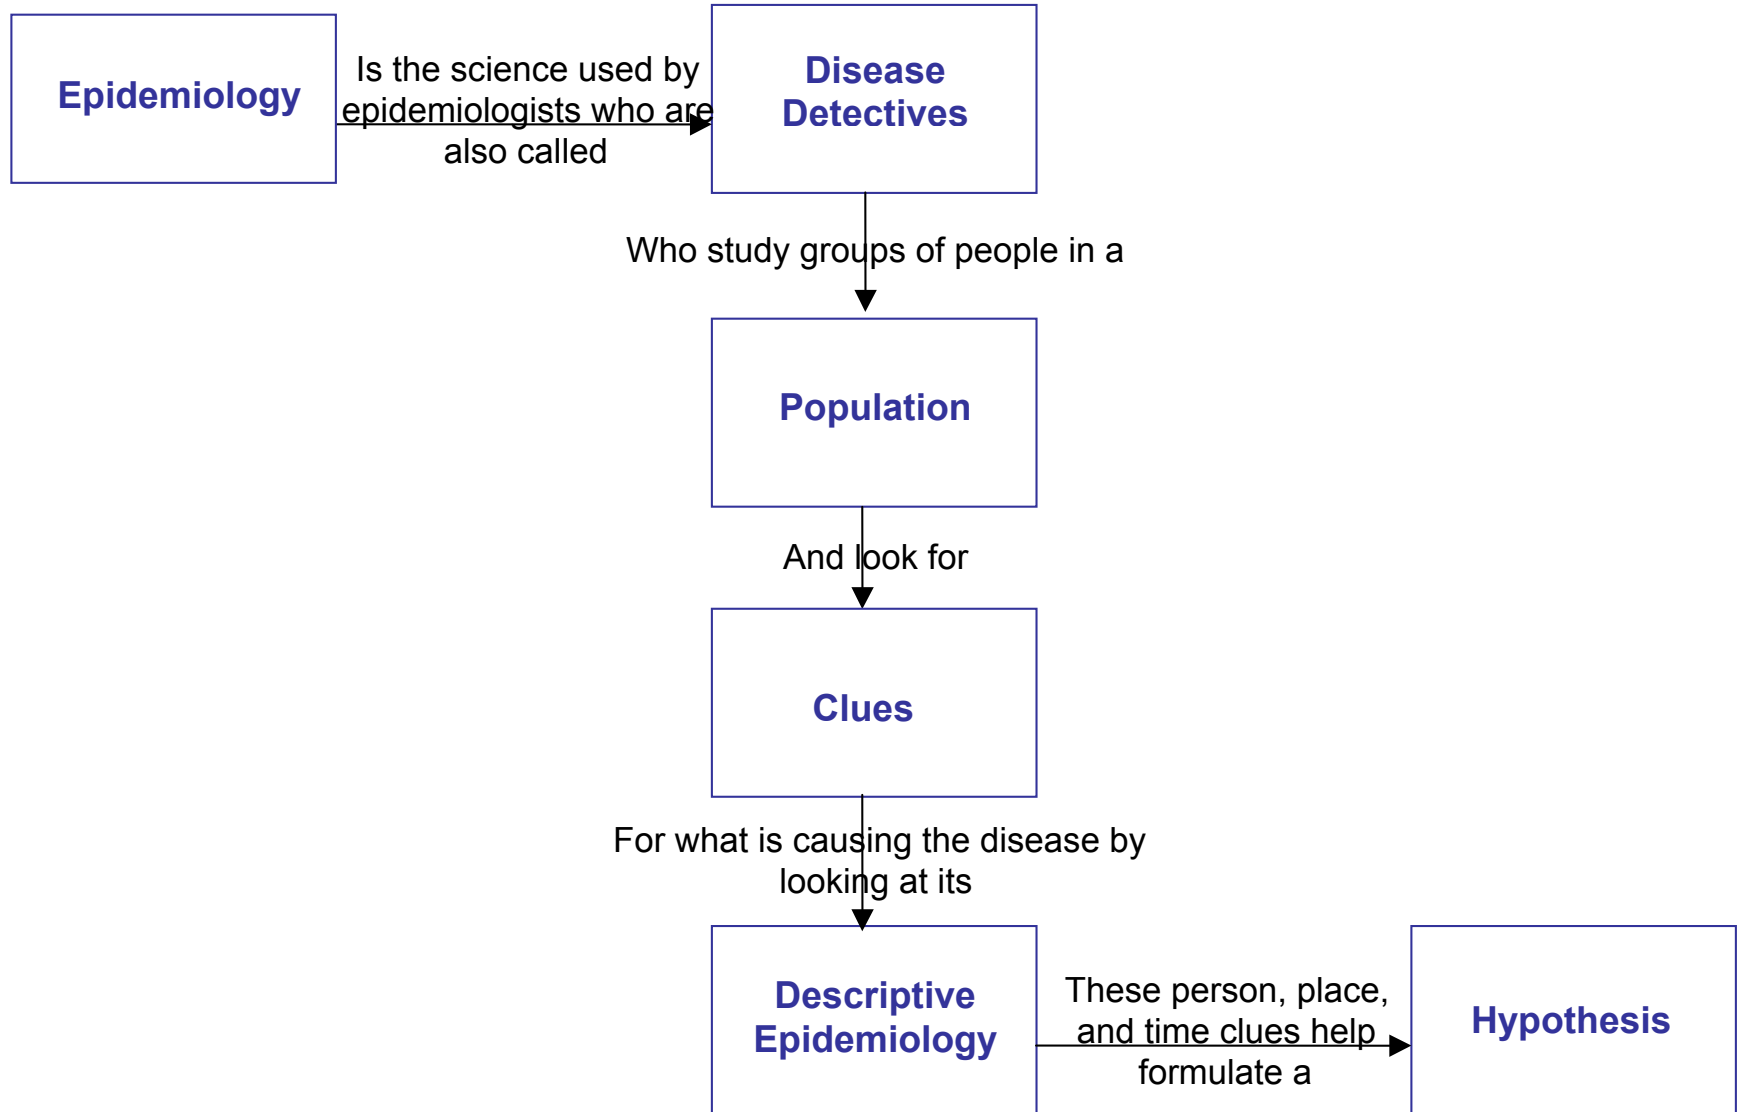 Epidemiology
Is the science used by
epidemiologists who are
also called
Disease
Detectives
Who study groups of people in a
Population
And look for
Clues
For what is causing the disease by
looking at its
Descriptive
Epidemiology
These person, place,
and time clues help
formulate a
Hypothesis